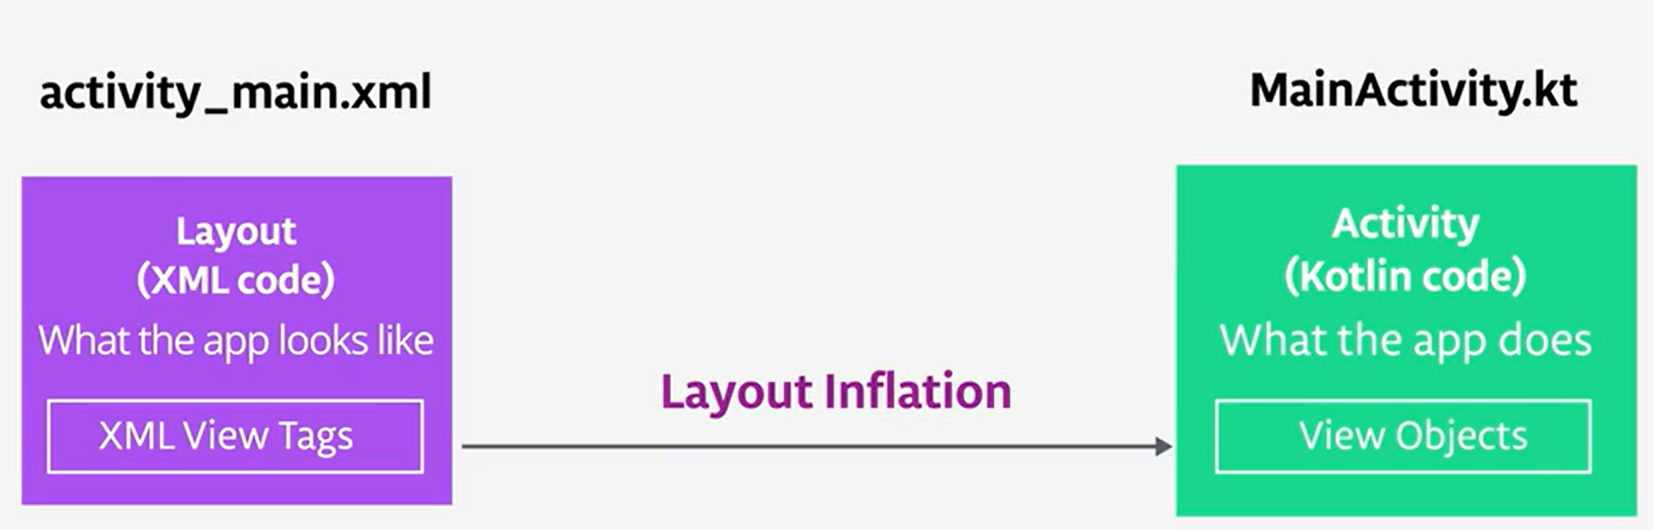 activity_main.xml
MainActivity.kt
Layout
(XML code)
What the app looks like
XML View Tags
Layout Inflation
Activity
(Kotlin code)
What the app does
View Objects